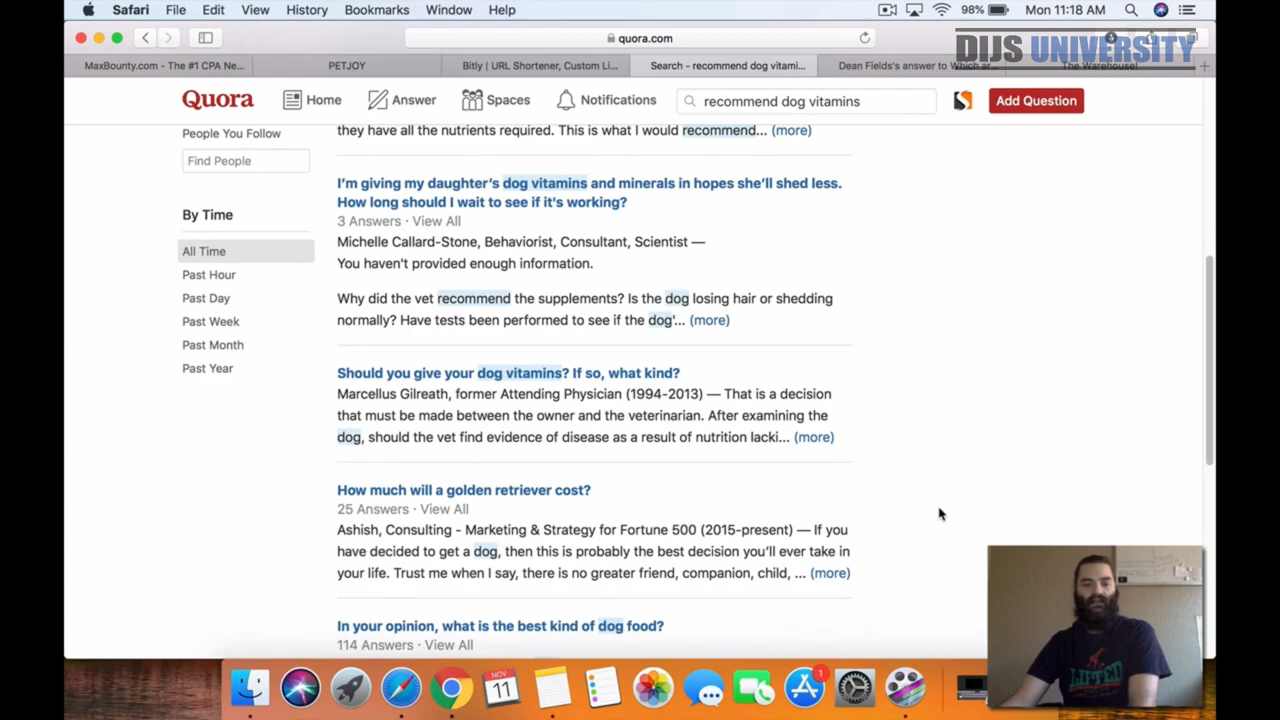 Safari File Edit View History Bookmarks Window Help 98% Mon 11:18 AM
quora.com
DIJS UNIVERSITY
MaxBounty.com - The #1 CPA Ne... PETJOY Bitly | URL Shortener, Custom Li... Search - recommend dog vitami... Dean Fields's answer to Which ar... The Warehouse!
Quora Home Answer Spaces Notifications recommend dog vitamins Add Question
People You Follow
Find People
By Time
All Time
Past Hour
Past Day
Past Week
Past Month
Past Year
they have all the nutrients required. This is what I would recommend... (more)
I'm giving my daughter's dog vitamins and minerals in hopes she'll shed less.
How long should I wait to see if it's working?
3 Answers · View All
Michelle Callard-Stone, Behaviorist, Consultant, Scientist —
You haven't provided enough information.
Why did the vet recommend the supplements? Is the dog losing hair or shedding
normally? Have tests been performed to see if the dog'... (more)
Should you give your dog vitamins? If so, what kind?
Marcellus Gilreath, former Attending Physician (1994-2013) — That is a decision
that must be made between the owner and the veterinarian. After examining the
dog, should the vet find evidence of disease as a result of nutrition lacki... (more)
How much will a golden retriever cost?
25 Answers · View All
Ashish, Consulting - Marketing & Strategy for Fortune 500 (2015-present) — If you
have decided to get a dog, then this is probably the best decision you'll ever take in
your life. Trust me when I say, there is no greater friend, companion, child, ... (more)
In your opinion, what is the best kind of dog food?
114 Answers · View All
LIFTED
NOV
11
1